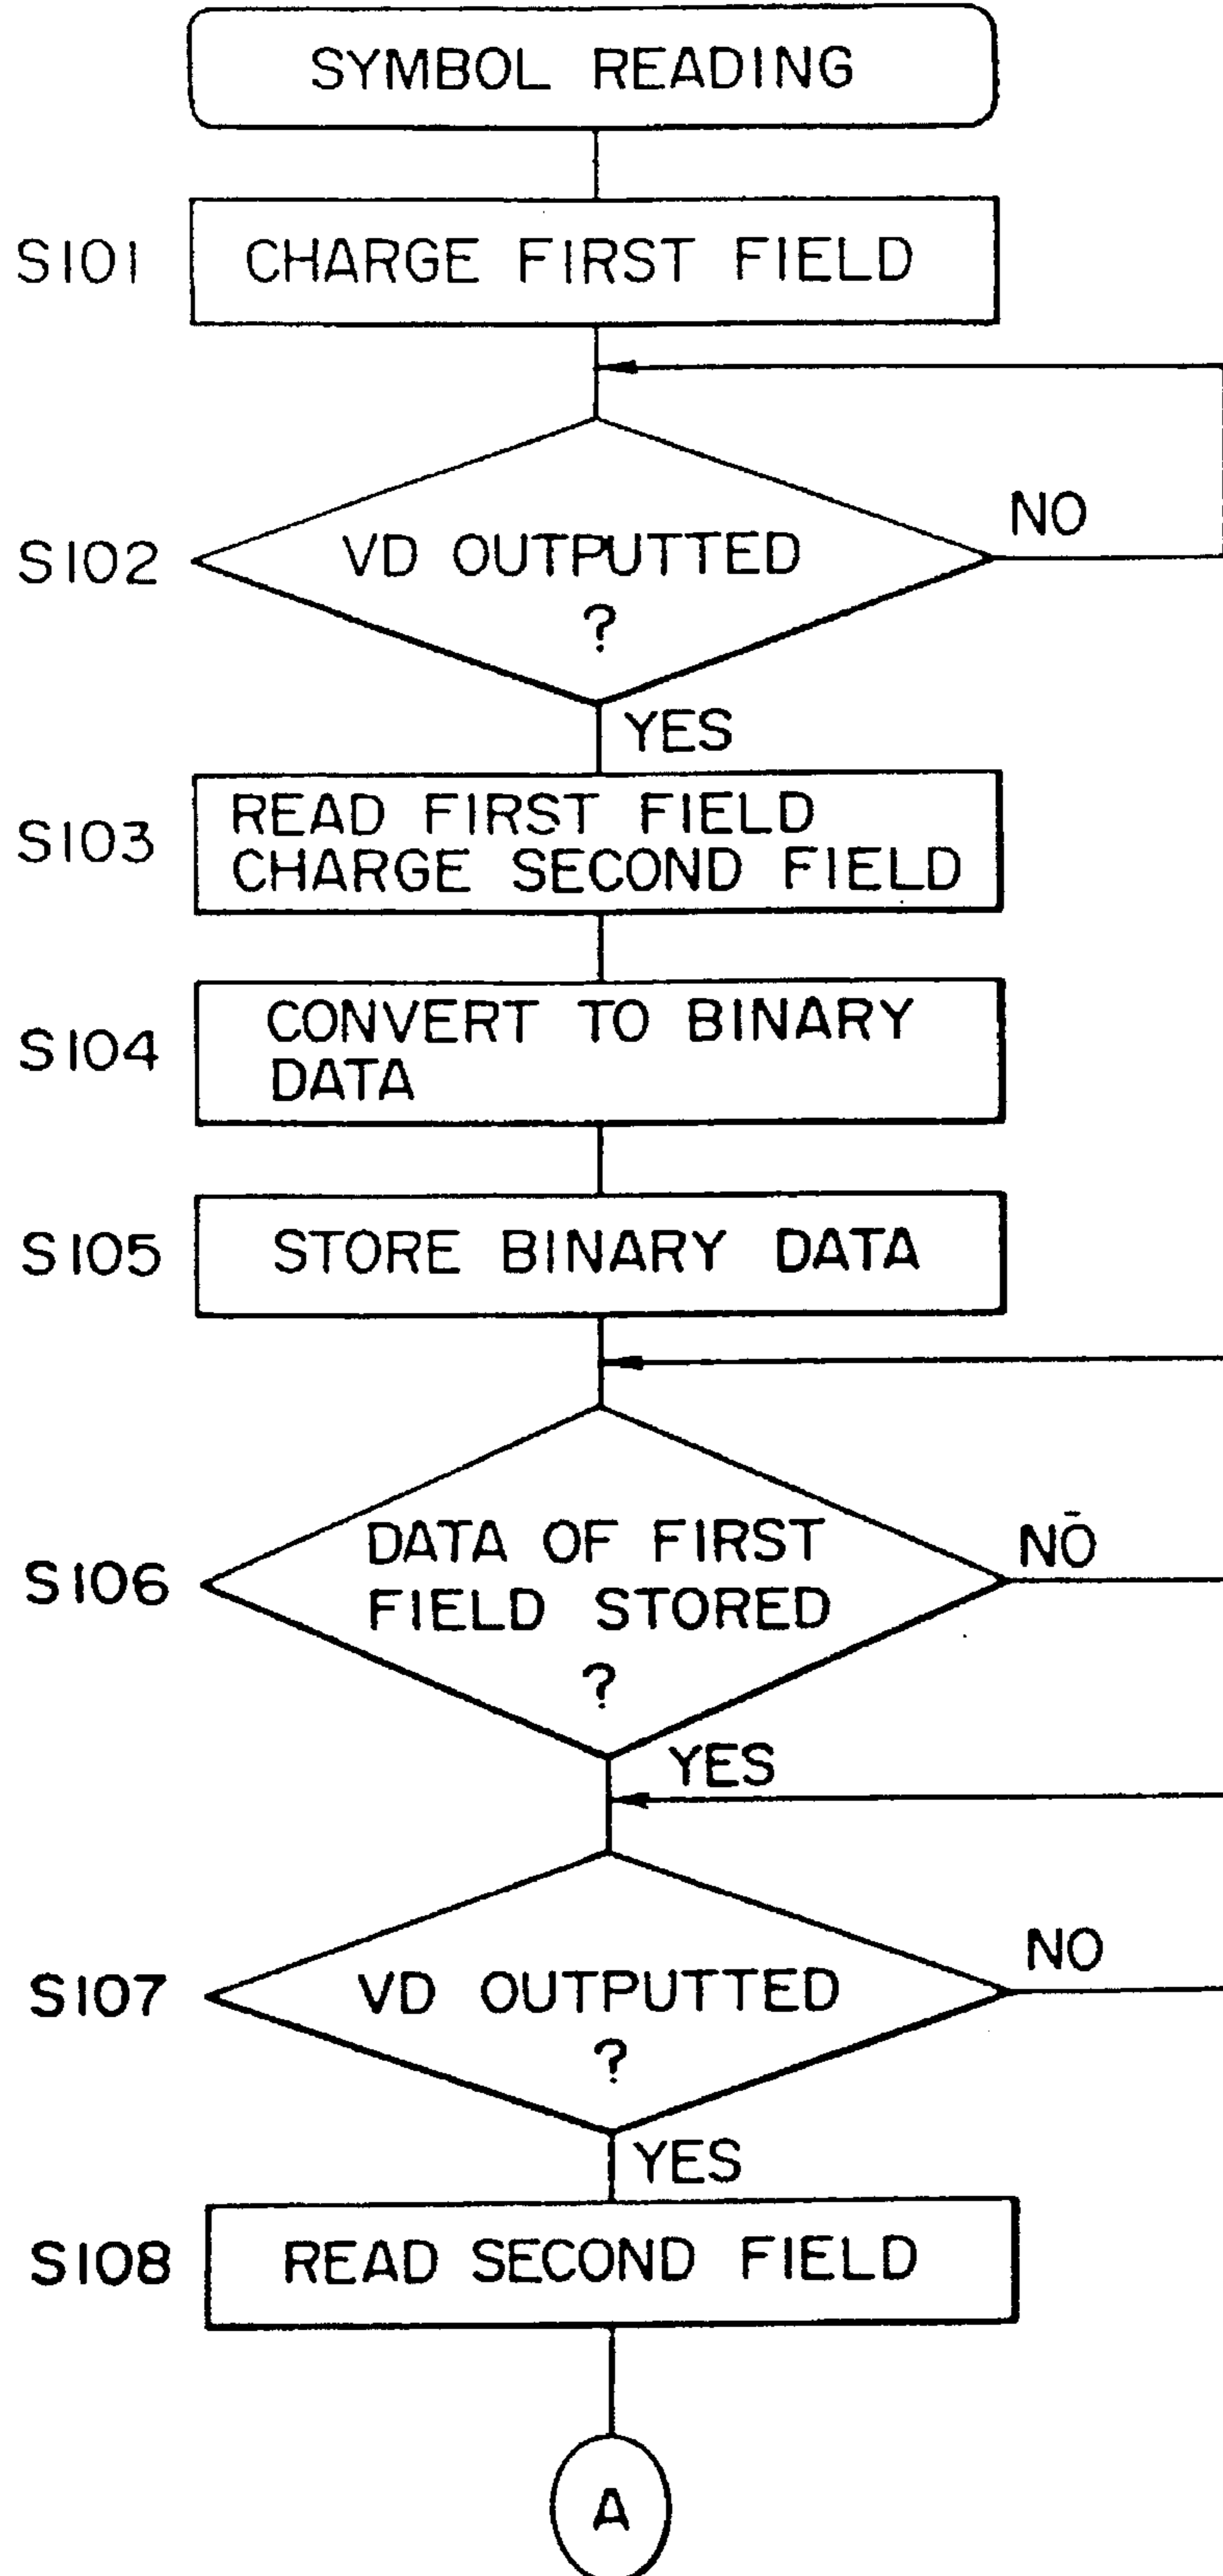 SYMBOL READING
S101 CHARGE FIRST FIELD
S102 VD OUTPUTTED NO
?
YES
S103 READ FIRST FIELD
CHARGE SECOND FIELD
S104 CONVERT TO BINARY
DATA
S105 STORE BINARY DATA
S106 DATA OF FIRST NO
FIELD STORED
?
YES
S107 VD OUTPUTTED NO
?
YES
S108 READ SECOND FIELD
A